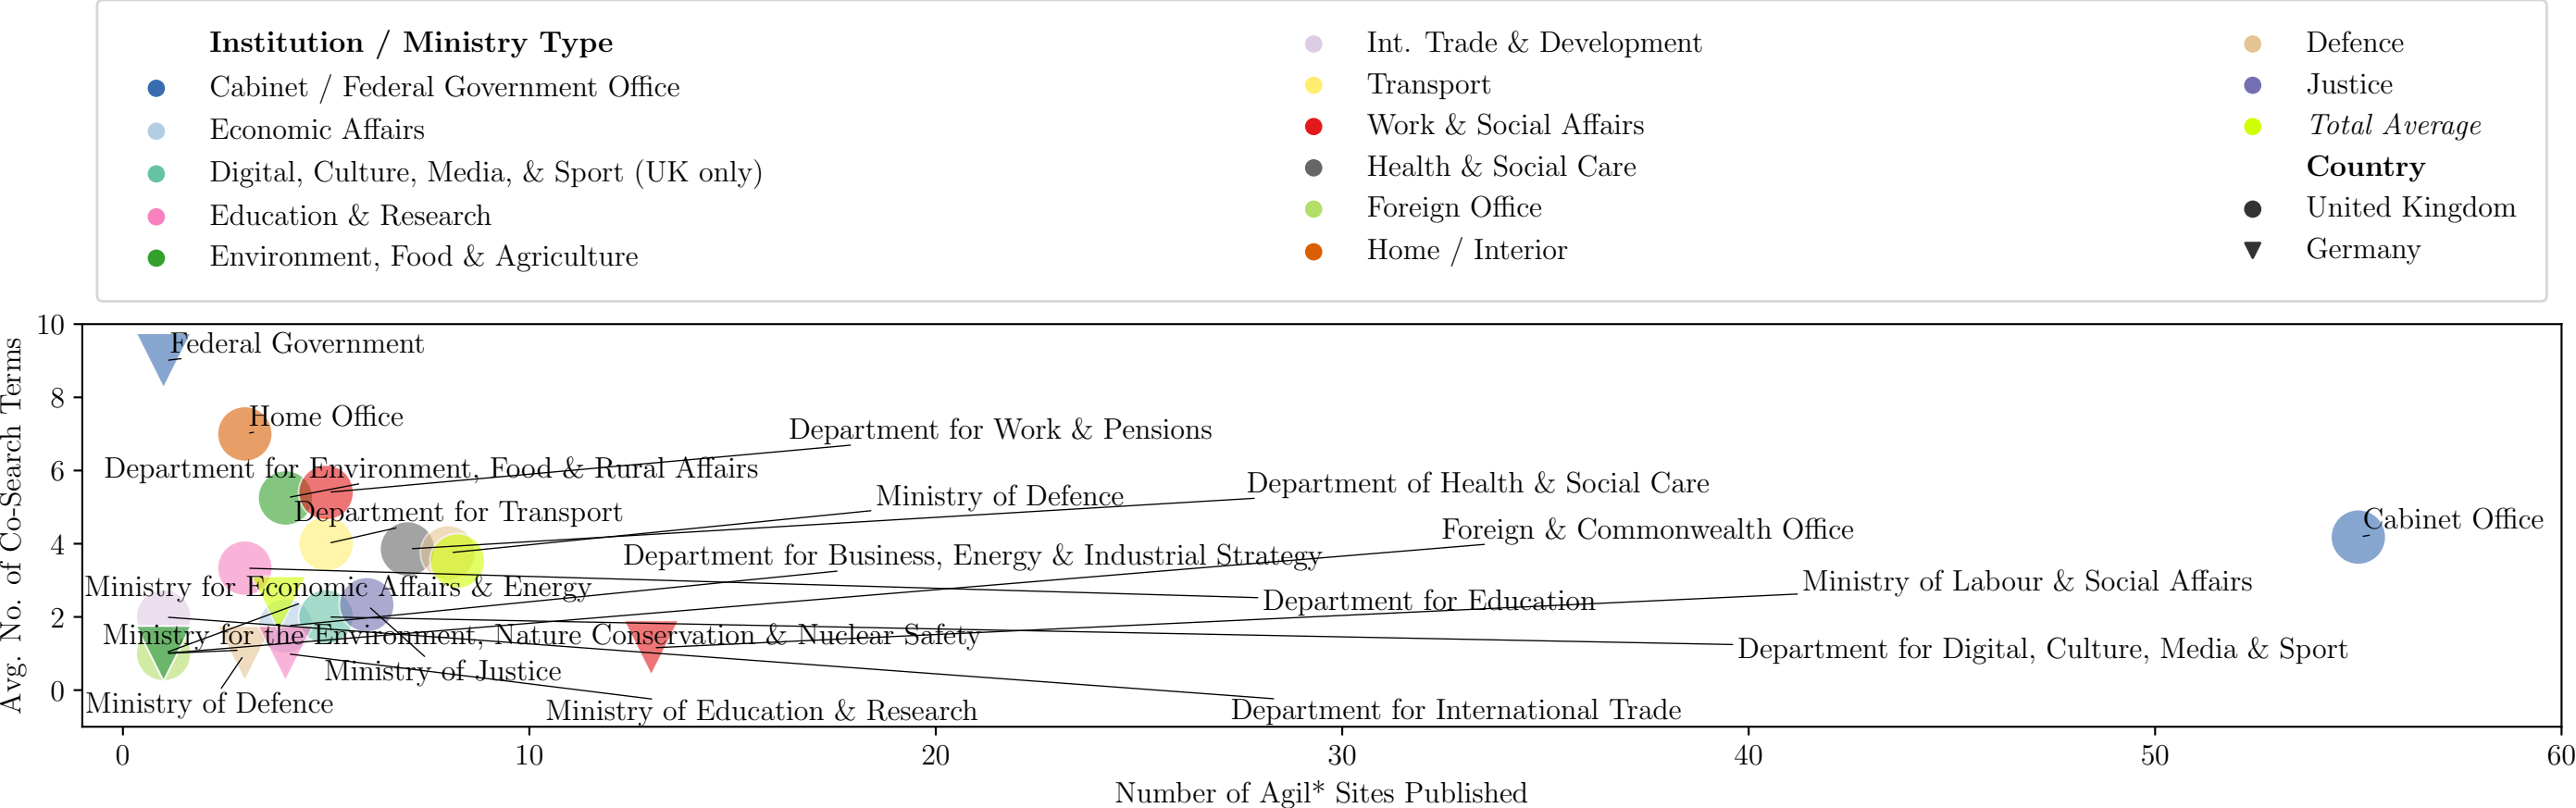 Institution / Ministry Type
Cabinet / Federal Government Office
Economic Affairs
Digital, Culture, Media, & Sport (UK only)
Education & Research
Environment, Food & Agriculture
Int. Trade & Development
Transport
Work & Social Affairs
Health & Social Care
Foreign Office
Home / Interior
Defence
Justice
Total Average
Country
United Kingdom
Germany
Avg. No. of Co-Search Terms
10
8
6
4
2
0
Federal Government
Home Office
Department for Work & Pensions
Department for Environment, Food & Rural Affairs
Department of Health & Social Care
Ministry of Defence
Department for Transport
Cabinet Office
Foreign & Commonwealth Office
Department for Business, Energy & Industrial Strategy
Ministry for Economic Affairs & Energy
Ministry of Labour & Social Affairs
Department for Education
Ministry for the Environment, Nature Conservation & Nuclear Safety
Department for Digital, Culture, Media & Sport
Ministry of Justice
Ministry of Defence
Ministry of Education & Research
Department for International Trade
0
10
20
30
40
50
60
Number of Agil* Sites Published